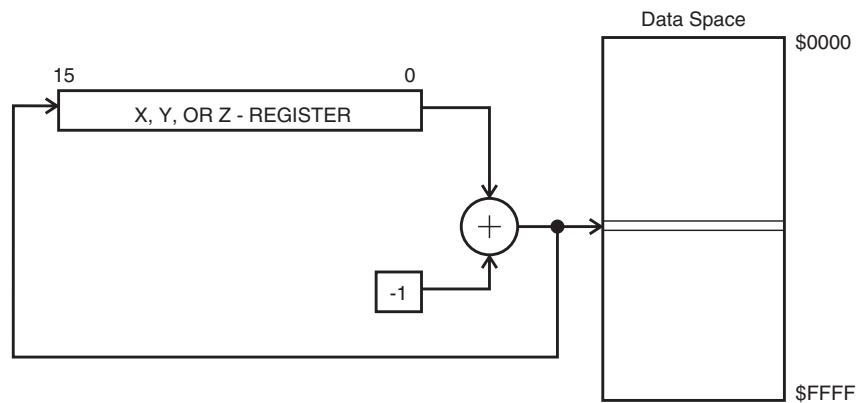 Data Space
$0000
15 0
X, Y, OR Z - REGISTER
+
-1
$FFFF